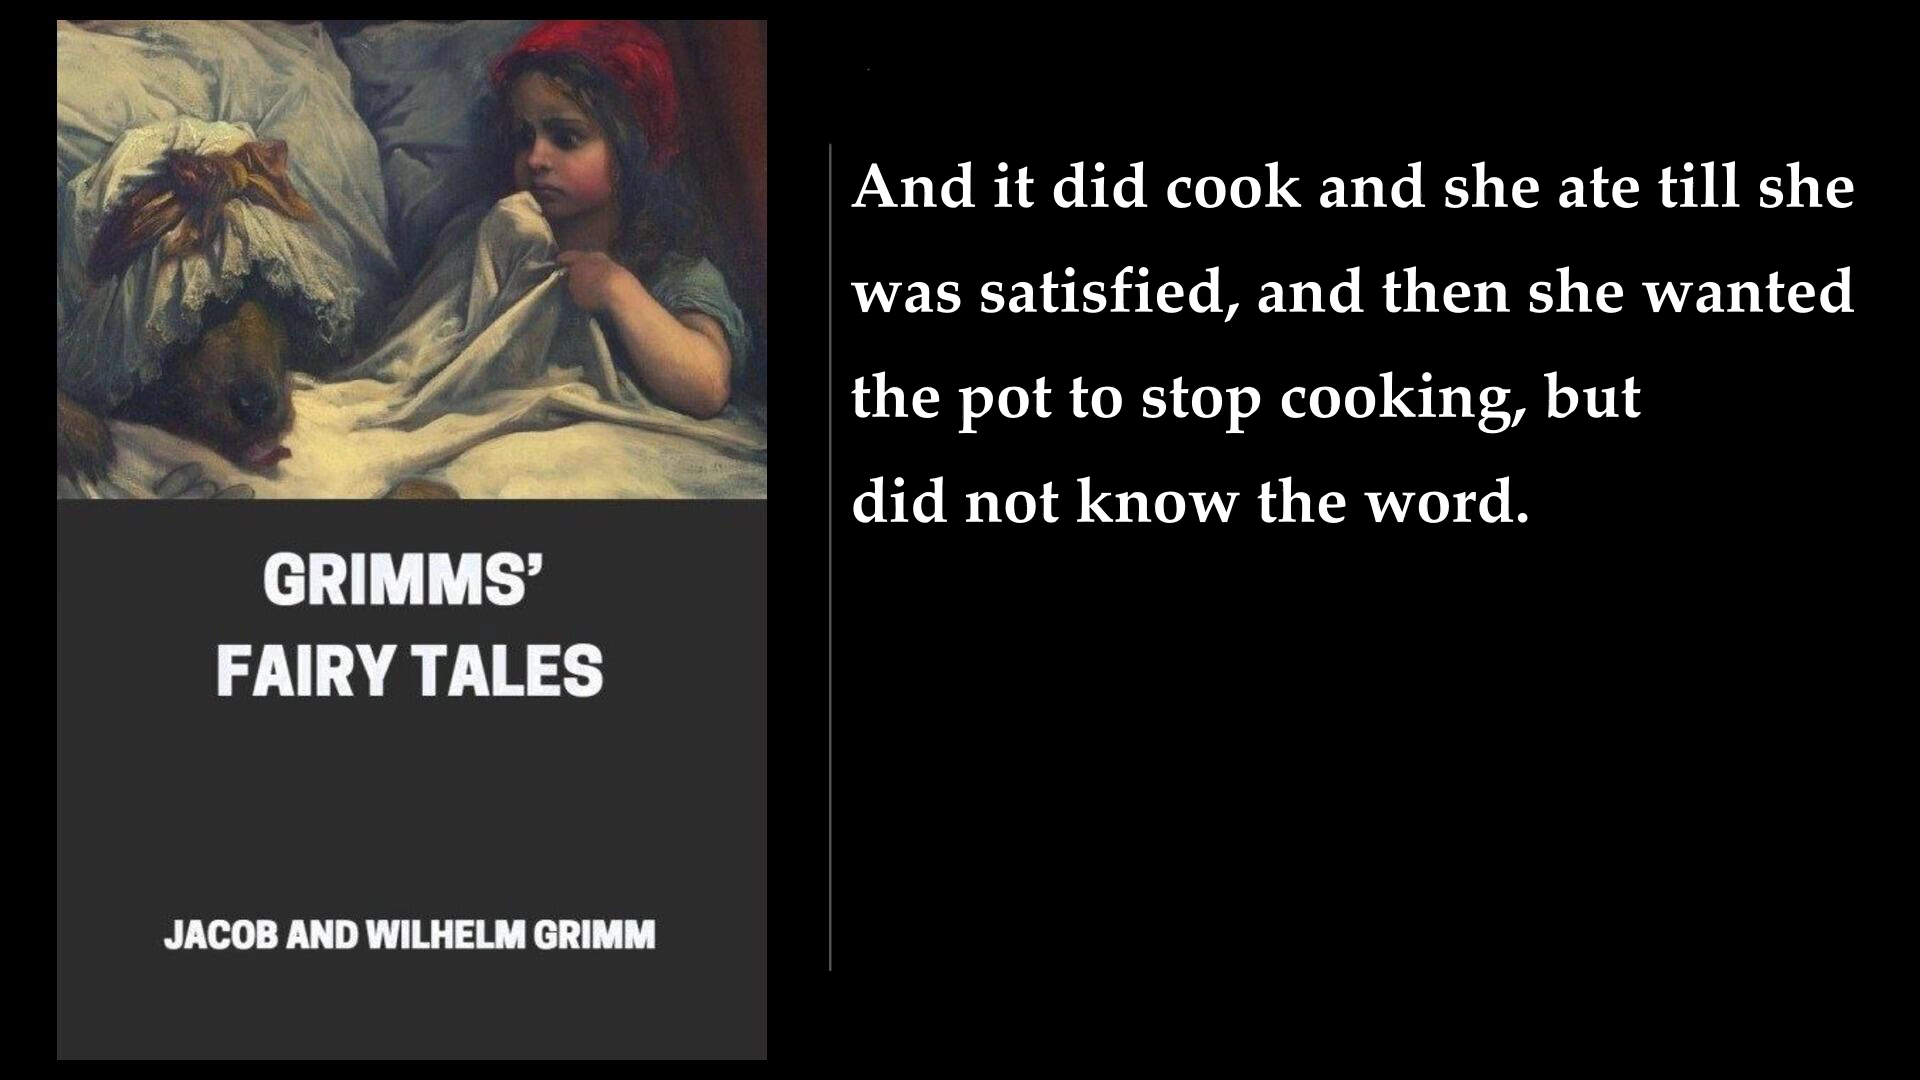 GRIMMS’
FAIRY TALES
JACOB AND WILHELM GRIMM
And it did cook and she ate till she
was satisfied, and then she wanted
the pot to stop cooking, but
did not know the word.